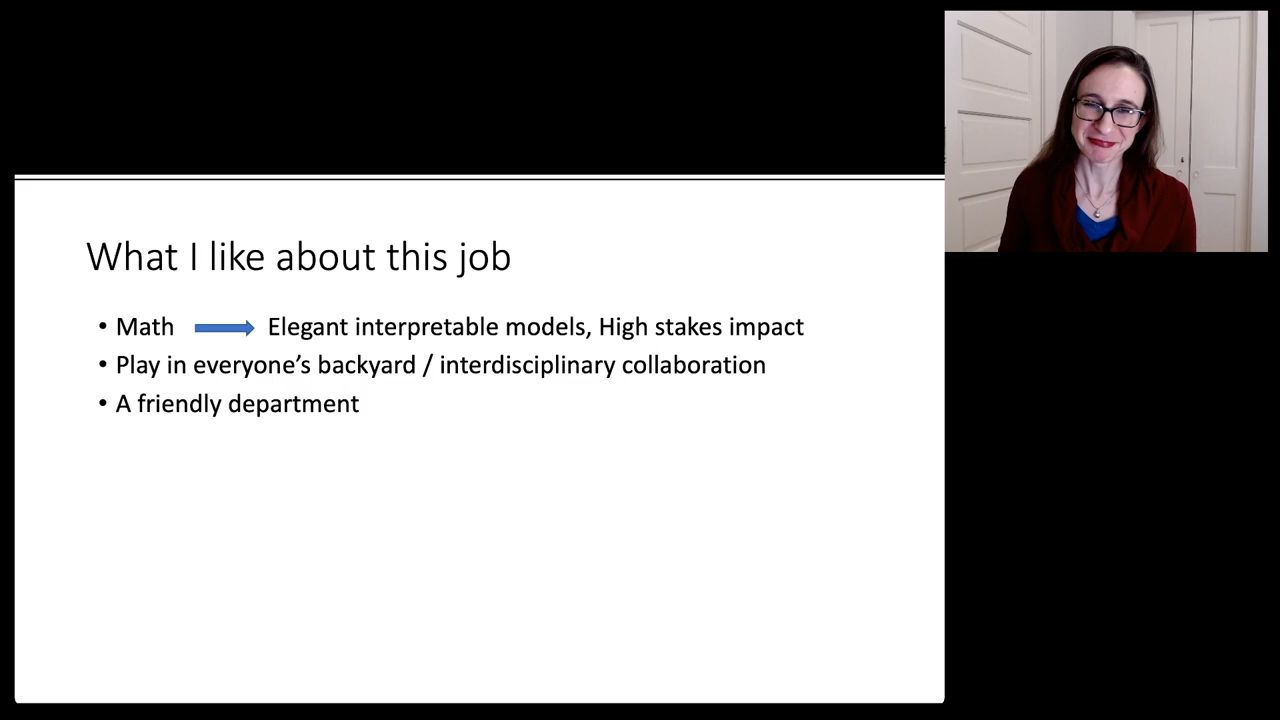 What I like about this job
• Math → Elegant interpretable models, High stakes impact
• Play in everyone’s backyard / interdisciplinary collaboration
• A friendly department